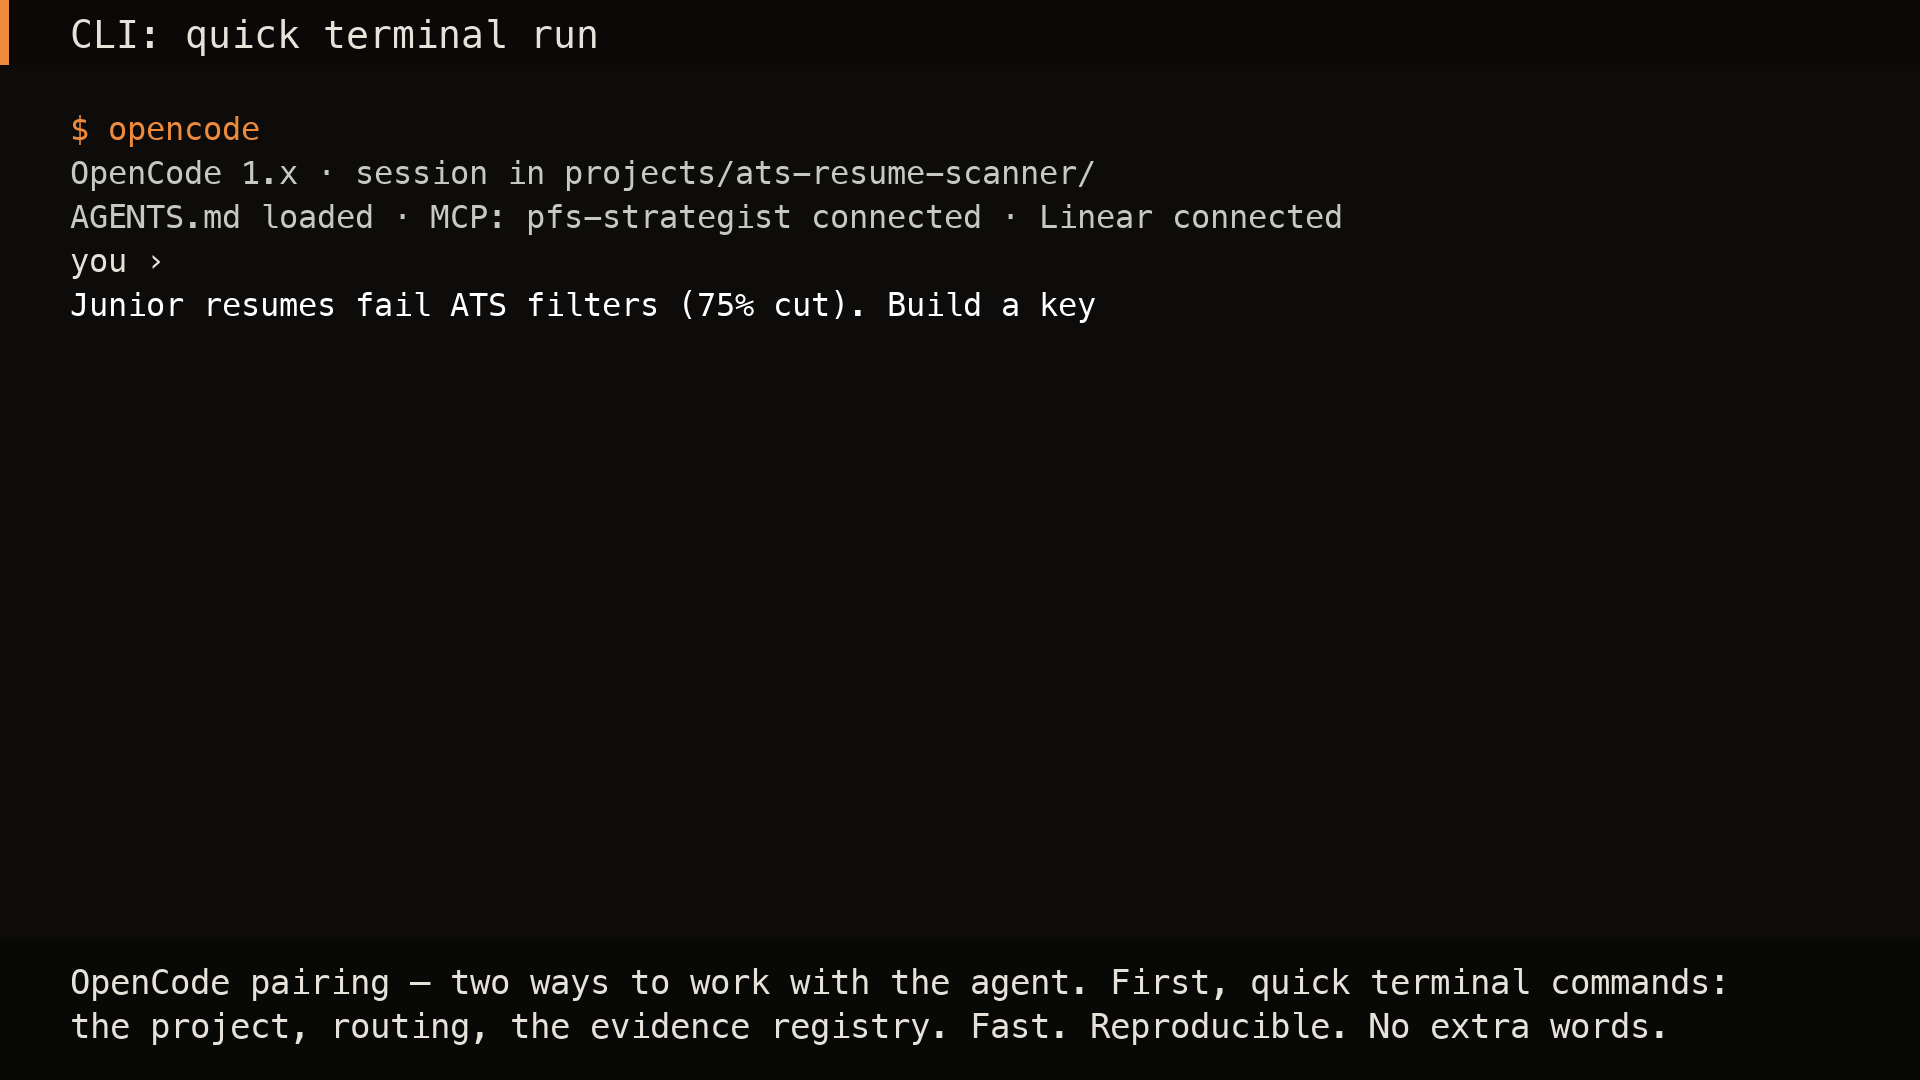 CLI: quick terminal run
$ opencode
OpenCode 1.x · session in projects/ats-resume-scanner/
AGENTS.md loaded · MCP: pfs-strategist connected · Linear connected
you ›
Junior resumes fail ATS filters (75% cut). Build a key
OpenCode pairing — two ways to work with the agent. First, quick terminal commands:
the project, routing, the evidence registry. Fast. Reproducible. No extra words.